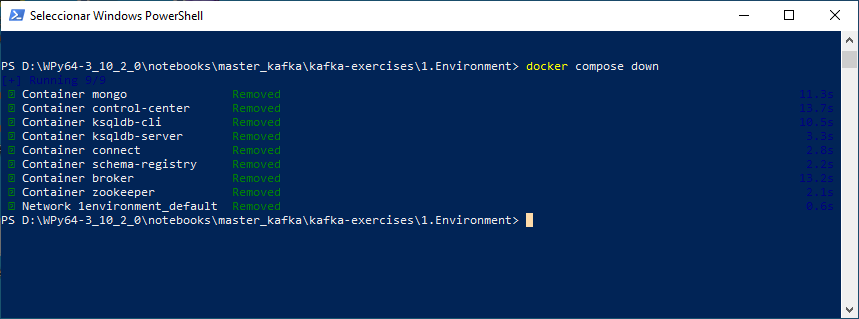 Seleccionar Windows PowerShell
PS D:\WPy64-3_10_2_0\notebooks\master_kafka\kafka-exercises\1.Environment> docker compose down
[+] Running 9/9
Container mongo Removed 11.3s
Container control-center Removed 13.7s
Container ksqldb-cli Removed 10.5s
Container ksqldb-server Removed 3.3s
Container connect Removed 2.8s
Container schema-registry Removed 2.2s
Container broker Removed 13.2s
Container zookeeper Removed 2.1s
Network 1environment_default Removed 0.6s
PS D:\WPy64-3_10_2_0\notebooks\master_kafka\kafka-exercises\1.Environment>